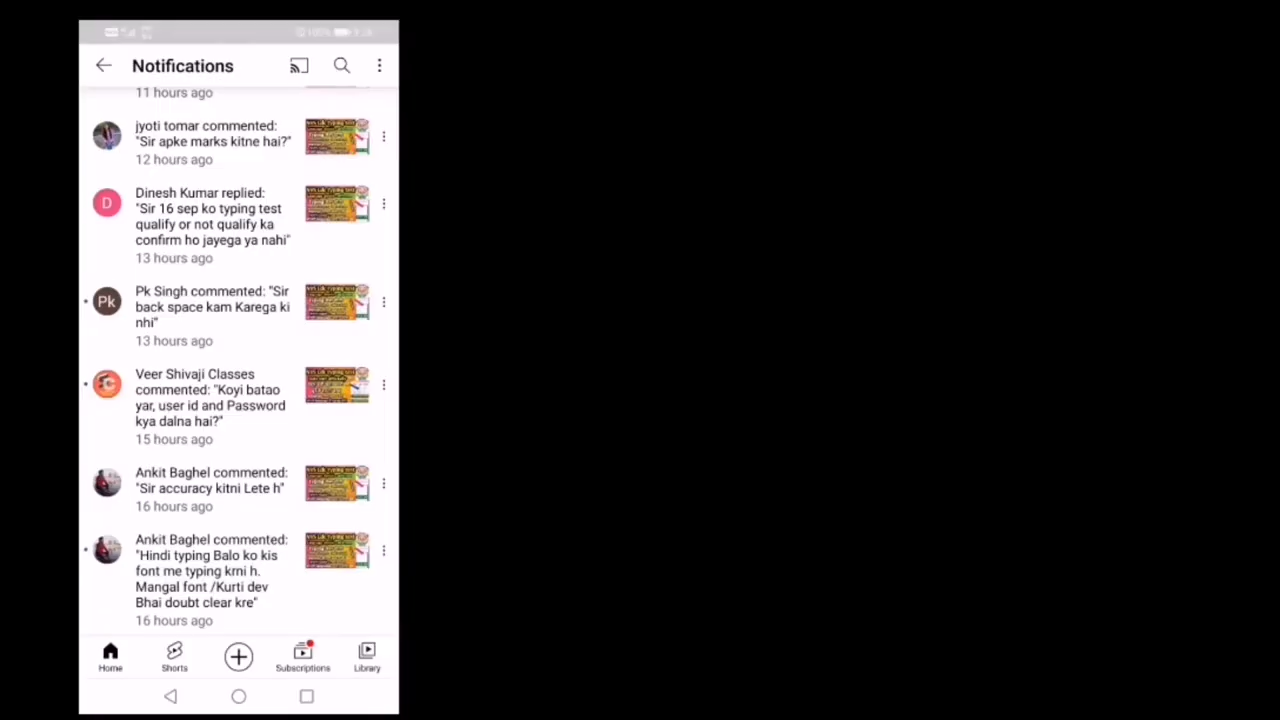 Notifications
11 hours ago
jyoti tomar commented:
"Sir apke marks kitne hai?"
12 hours ago
D
Dinesh Kumar replied:
"Sir 16 sep ko typing test
qualify or not qualify ka
confirm ho jayega ya nahi"
13 hours ago
Pk
Pk Singh commented: "Sir
back space kam Karega ki
nhi"
13 hours ago
Veer Shivaji Classes
commented: "Koyi batao
yar, user id and Password
kya dalna hai?"
15 hours ago
Ankit Baghel commented:
"Sir accuracy kitni Lete h"
16 hours ago
Ankit Baghel commented:
"Hindi typing Balo ko kis
font me typing krni h.
Mangal font /Kurti dev
Bhai doubt clear kre"
16 hours ago
Home
Shorts
Subscriptions
Library